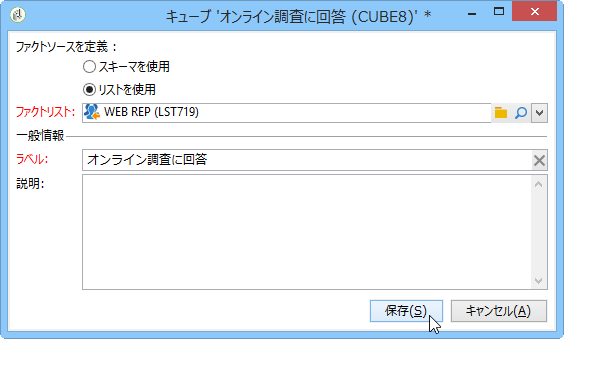 キューブ 'オンライン調査に回答 (CUBE8)' *
ファクトソースを定義 :
スキーマを使用
リストを使用
ファクトリスト: WEB REP (LST719)
一般情報
ラベル: オンライン調査に回答
説明:
保存(S) キャンセル(A)